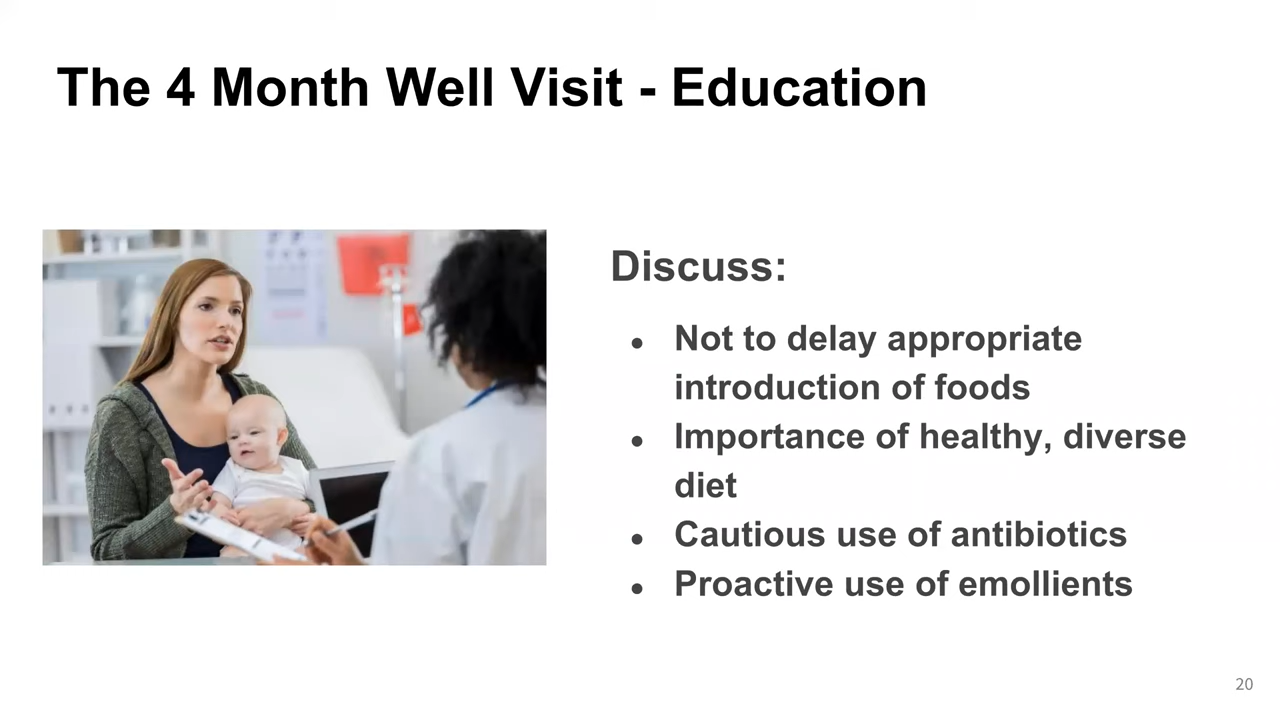 The 4 Month Well Visit - Education
Discuss:
● Not to delay appropriate
introduction of foods
● Importance of healthy, diverse
diet
● Cautious use of antibiotics
● Proactive use of emollients
20